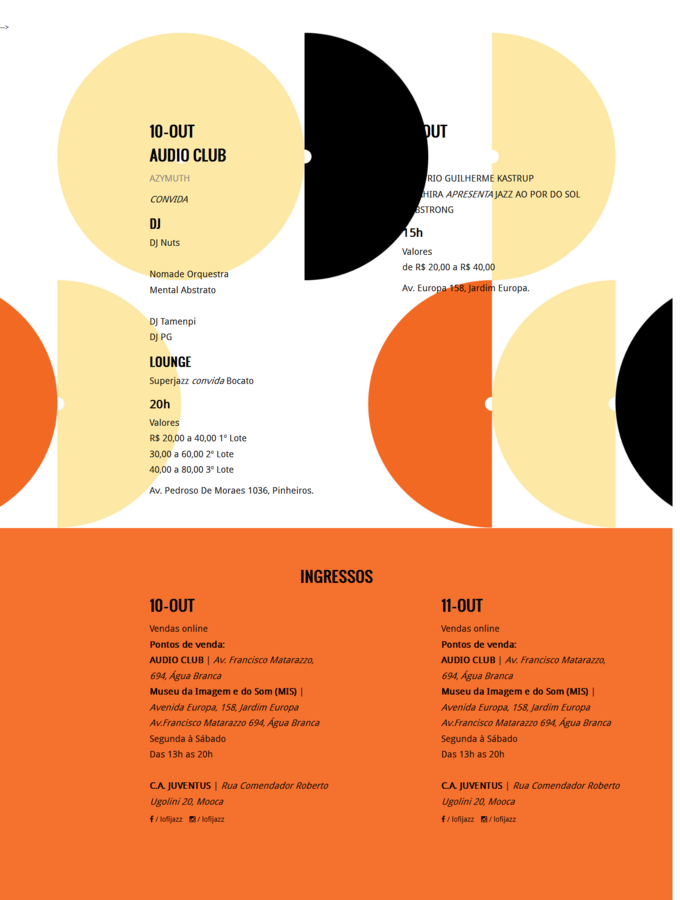 -->
10-OUT
AUDIO CLUB
AZYMUTH
CONVIDA
DJ
DJ Nuts
Nomade Orquestra
Mental Abstrato
DJ Tamenpi
DJ PG
LOUNGE
Superjazz convida Bocato
20h
Valores
R$ 20,00 a 40,00 1º Lote
30,00 a 60,00 2º Lote
40,00 a 80,00 3º Lote
Av. Pedroso De Moraes 1036, Pinheiros.
OUT
GUILHERME KASTRUP
APRESENTA JAZZ AO POR DO SOL
15h
Valores
de R$ 20,00 a R$ 40,00
Av. Europa 158, Jardim Europa.
INGRESSOS
10-OUT
Vendas online
Pontos de venda:
AUDIO CLUB | Av. Francisco Matarazzo,
694, Água Branca
Museu da Imagem e do Som (MIS) |
Avenida Europa, 158, Jardim Europa
Av.Francisco Matarazzo 694, Água Branca
Segunda à Sábado
Das 13h as 20h
C.A. JUVENTUS | Rua Comendador Roberto
Ugolini 20, Mooca
/ lofijazz / lofijazz
11-OUT
Vendas online
Pontos de venda:
AUDIO CLUB | Av. Francisco Matarazzo,
694, Água Branca
Museu da Imagem e do Som (MIS) |
Avenida Europa, 158, Jardim Europa
Av.Francisco Matarazzo 694, Água Branca
Segunda à Sábado
Das 13h as 20h
C.A. JUVENTUS | Rua Comendador Roberto
Ugolini 20, Mooca
/ lofijazz / lofijazz